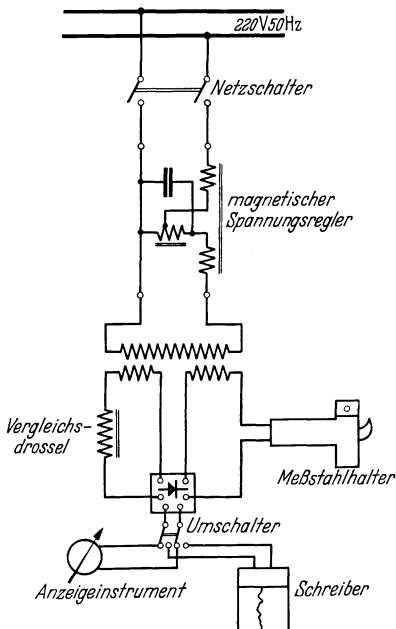 220V50Hz
Netzschalter
magnetischer
Spannungsregler
Vergleichs-
drossel
Meßstahlhalter
Umschalter
Anzeigeinstrument
Schreiber